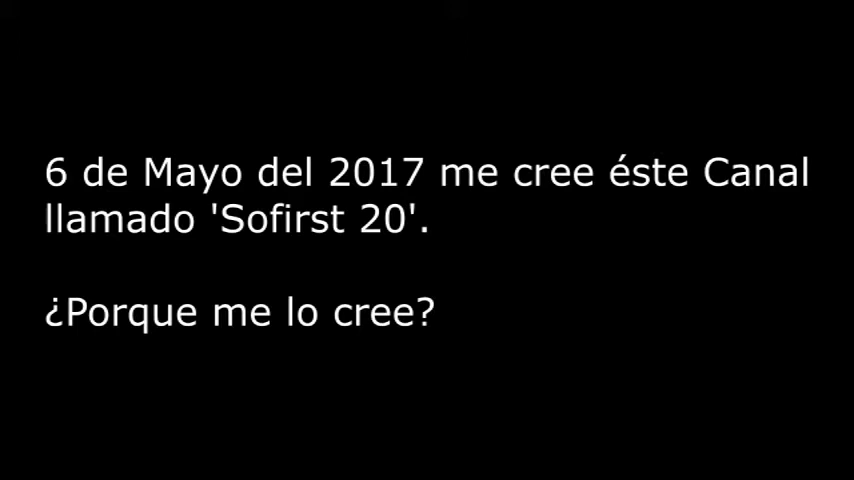 6 de Mayo del 2017 me cree éste Canal
llamado 'Sofirst 20'.
¿Porque me lo cree?